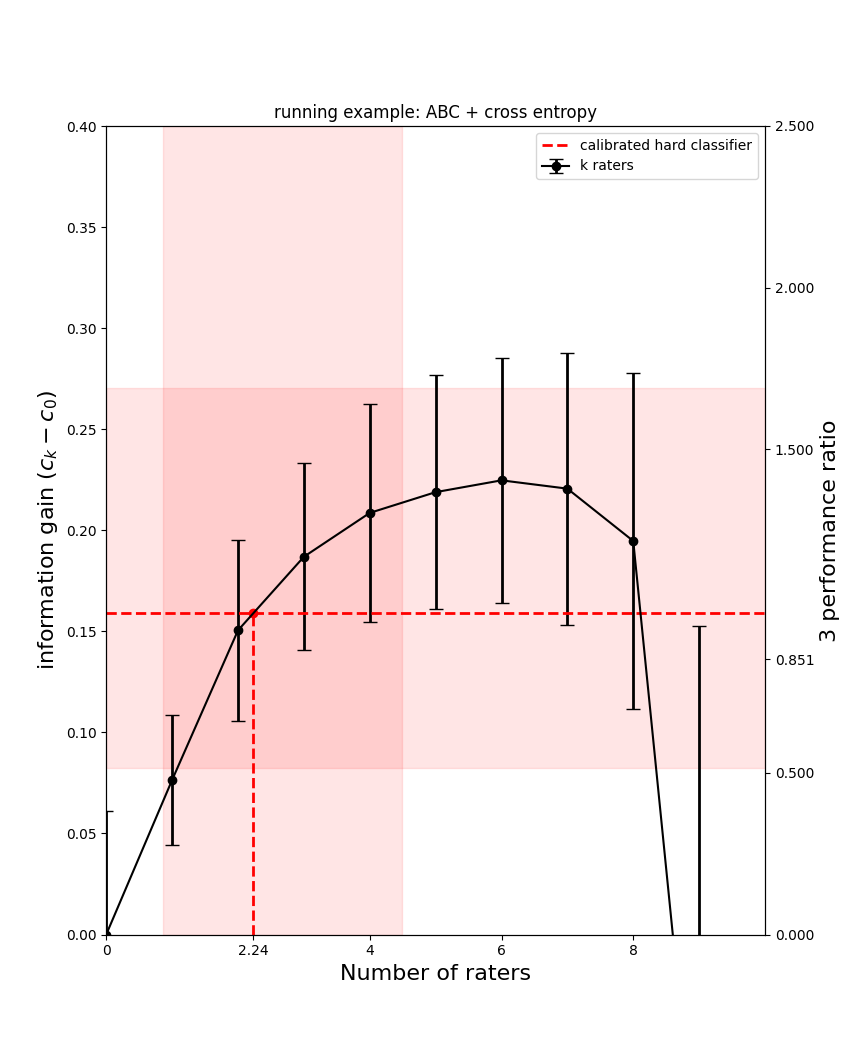 running example: ABC + cross entropy
calibrated hard classifier
k raters
0.40
0.35
0.30
0.25
0.20
0.15
0.10
0.05
0.00
information gain (c_k − c_0)
2.500
2.000
1.500
0.851
0.500
0.000
3 performance ratio
0 2.24 4 6 8
Number of raters